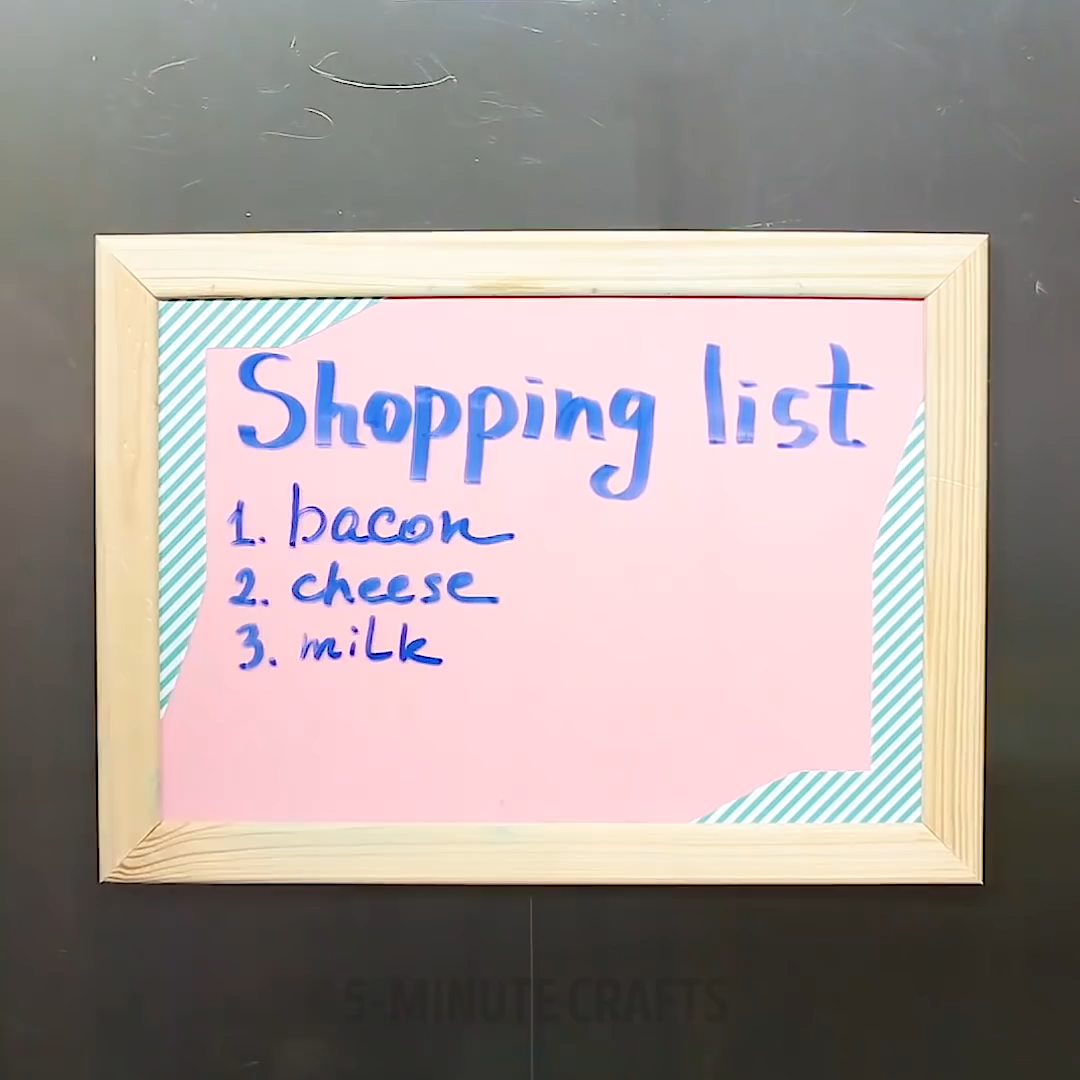 Shopping list
1. bacon
2. cheese
3. milk
5-MINUTE CRAFTS